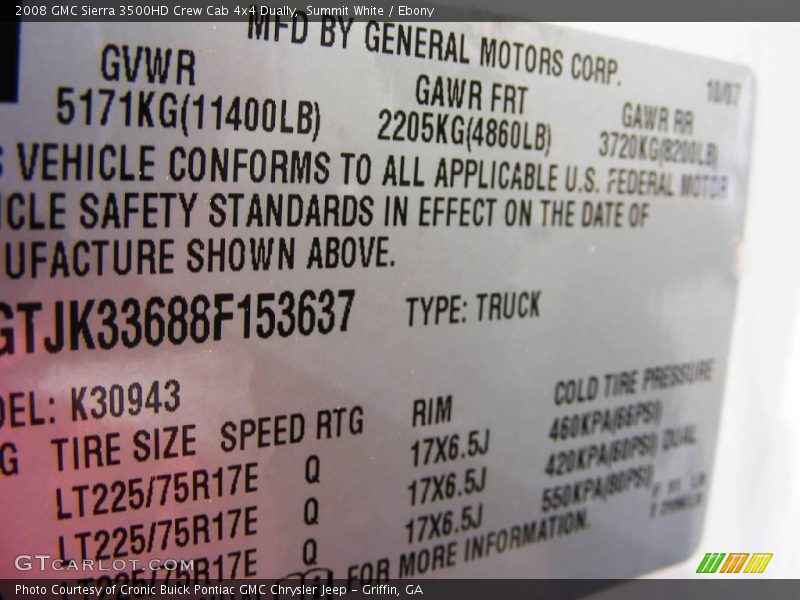 2008 GMC Sierra 3500HD Crew Cab 4x4 Dually, Summit White / Ebony
MFD BY GENERAL MOTORS CORP.
10/07
GVWR GAWR FRT GAWR RR
5171KG(11400LB) 2205KG(4860LB) 3720KG(8200LB)
S VEHICLE CONFORMS TO ALL APPLICABLE U.S. FEDERAL MOTOR
ICLE SAFETY STANDARDS IN EFFECT ON THE DATE OF
UFACTURE SHOWN ABOVE.
GTJK33688F153637 TYPE: TRUCK
DEL: K30943
G TIRE SIZE SPEED RTG RIM COLD TIRE PRESSURE
LT225/75R17E Q 17X6.5J 460KPA(66PSI)
LT225/75R17E Q 17X6.5J 420KPA(60PSI) DUAL
LT225/75R17E Q 17X6.5J 550KPA(80PSI)
FOR MORE INFORMATION.
GTcarlot.com
Photo Courtesy of Cronic Buick Pontiac GMC Chrysler Jeep – Griffin, GA